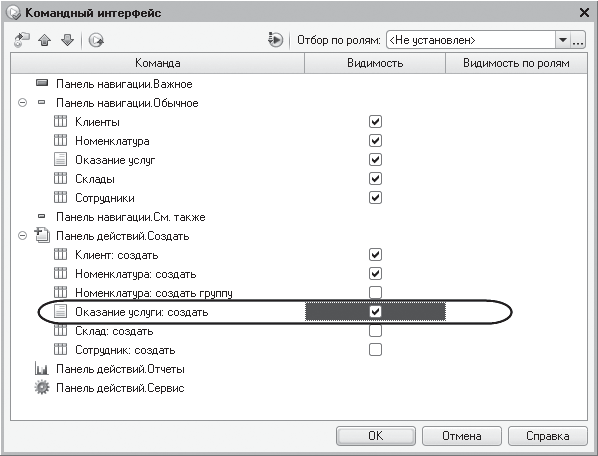 Командный интерфейс
Отбор по ролям: <Не установлен>
Команда Видимость Видимость по ролям
Панель навигации.Важное
Панель навигации.Обычное
Клиенты
Номенклатура
Оказание услуг
Склады
Сотрудники
Панель навигации.См. также
Панель действий.Создать
Клиент: создать
Номенклатура: создать
Номенклатура: создать группу
Оказание услуги: создать
Склад: создать
Сотрудник: создать
Панель действий.Отчеты
Панель действий.Сервис
OK Отмена Справка